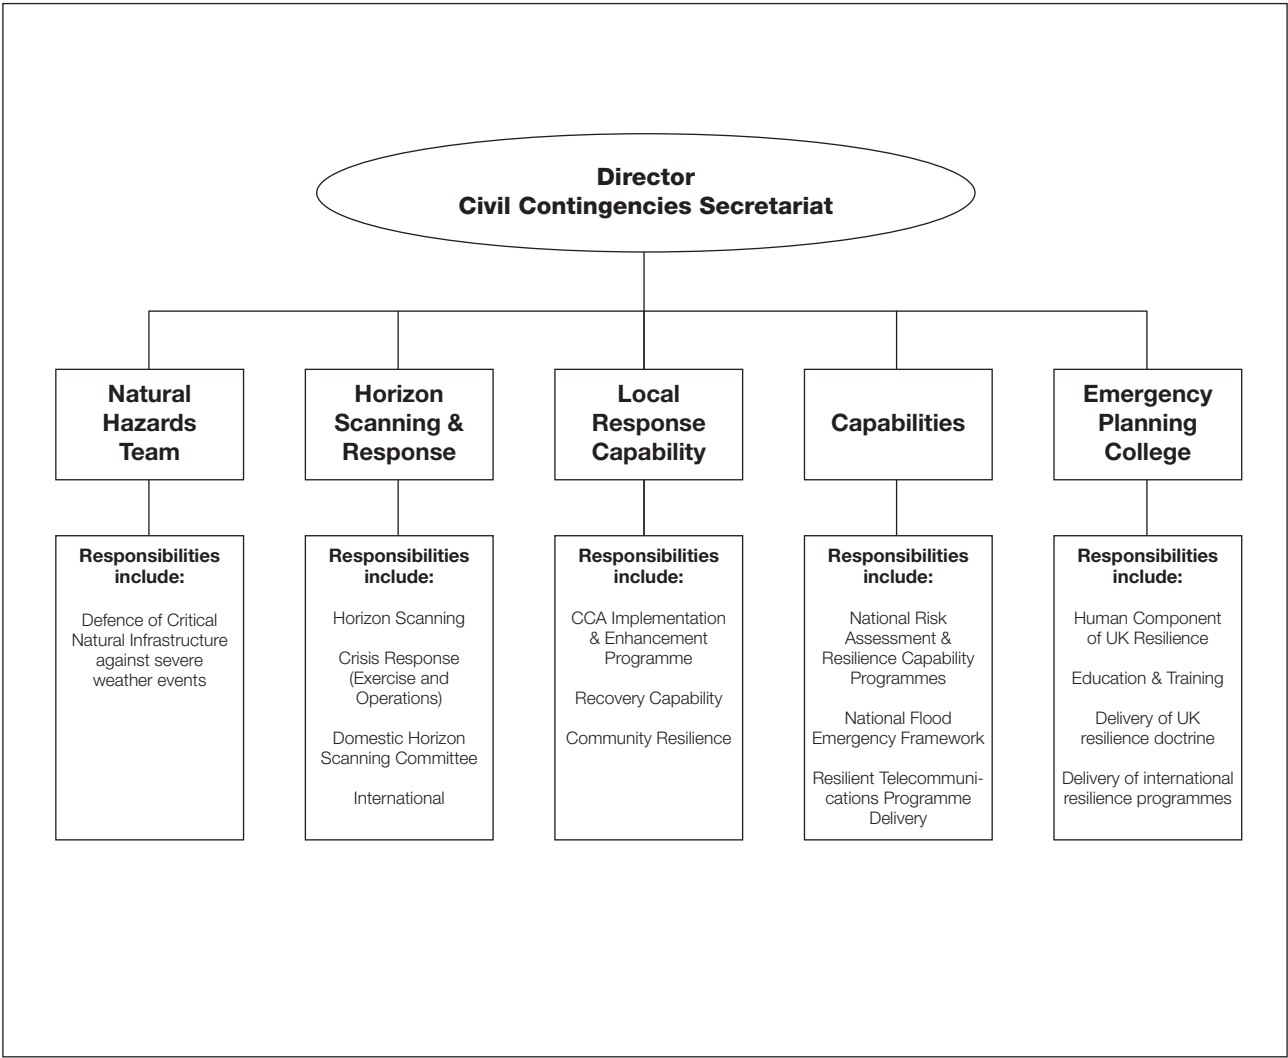 Director
Civil Contingencies Secretariat
Natural
Hazards
Team
Horizon
Scanning &
Response
Local
Response
Capability
Capabilities
Emergency
Planning
College
Responsibilities
include:
Defence of Critical
Natural Infrastructure
against severe
weather events
Responsibilities
include:
Horizon Scanning
Crisis Response
(Exercise and
Operations)
Domestic Horizon
Scanning Committee
International
Responsibilities
include:
CCA Implementation
& Enhancement
Programme
Recovery Capability
Community Resilience
Responsibilities
include:
National Risk
Assessment &
Resilience Capability
Programmes
National Flood
Emergency Framework
Resilient Telecommuni-
cations Programme
Delivery
Responsibilities
include:
Human Component
of UK Resilience
Education & Training
Delivery of UK
resilience doctrine
Delivery of international
resilience programmes